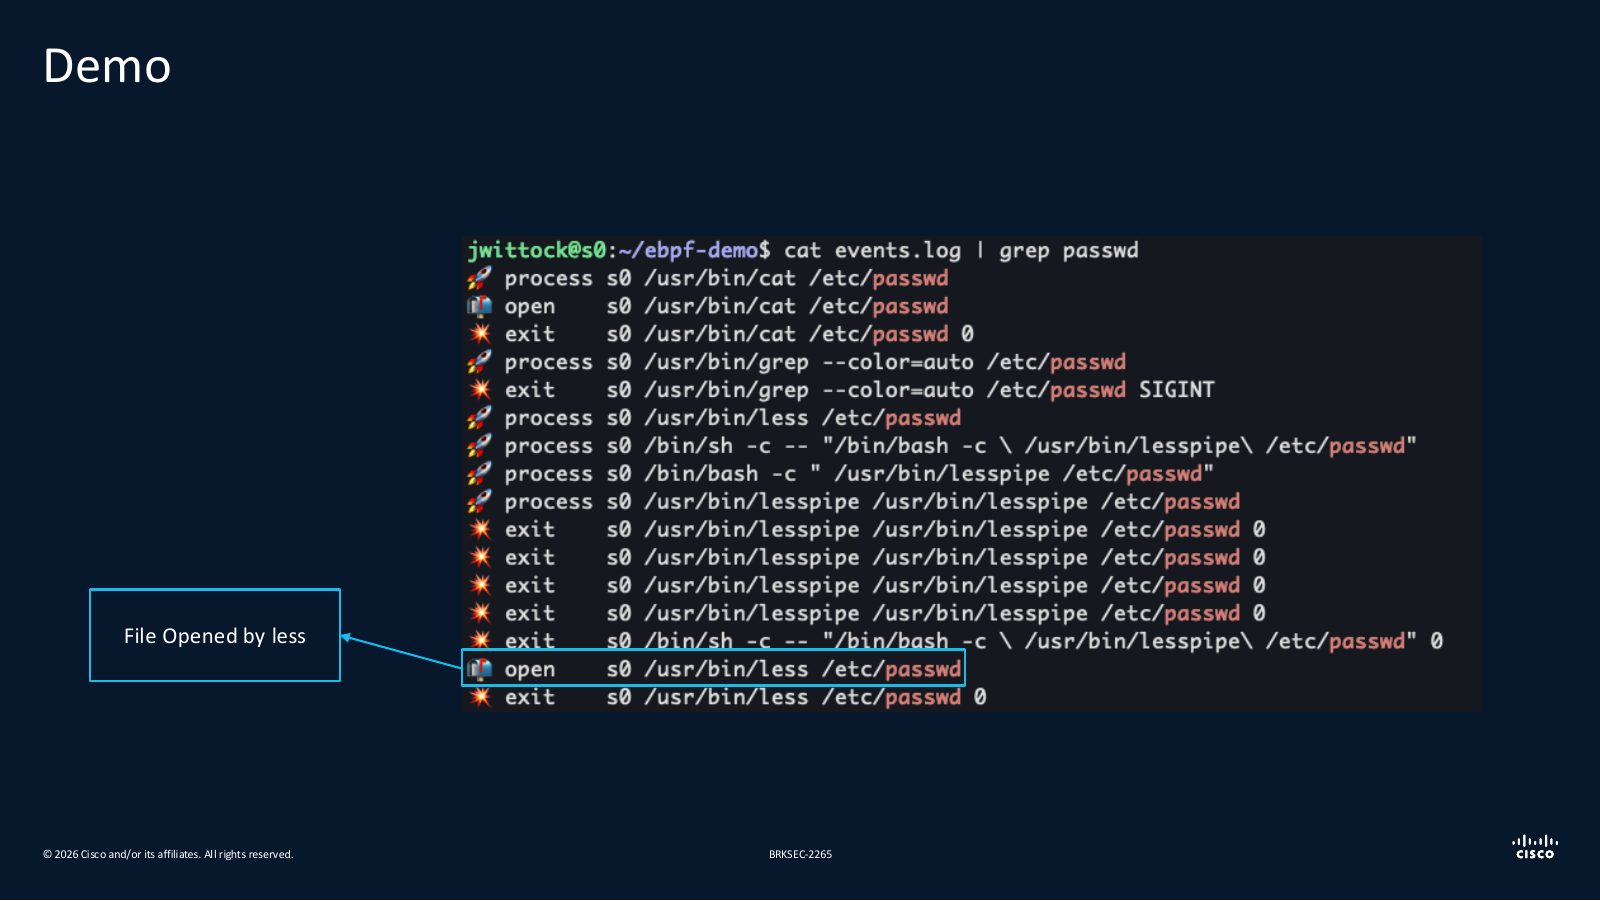 Demo
jwittock@s0:~/ebpf-demo$ cat events.log | grep passwd
🚀 process s0 /usr/bin/cat /etc/passwd
📬 open    s0 /usr/bin/cat /etc/passwd
💥 exit    s0 /usr/bin/cat /etc/passwd 0
🚀 process s0 /usr/bin/grep --color=auto /etc/passwd
💥 exit    s0 /usr/bin/grep --color=auto /etc/passwd SIGINT
🚀 process s0 /usr/bin/less /etc/passwd
🚀 process s0 /bin/sh -c -- "/bin/bash -c \ /usr/bin/lesspipe\ /etc/passwd"
🚀 process s0 /bin/bash -c " /usr/bin/lesspipe /etc/passwd"
🚀 process s0 /usr/bin/lesspipe /usr/bin/lesspipe /etc/passwd
💥 exit    s0 /usr/bin/lesspipe /usr/bin/lesspipe /etc/passwd 0
💥 exit    s0 /usr/bin/lesspipe /usr/bin/lesspipe /etc/passwd 0
💥 exit    s0 /usr/bin/lesspipe /usr/bin/lesspipe /etc/passwd 0
💥 exit    s0 /usr/bin/lesspipe /usr/bin/lesspipe /etc/passwd 0
💥 exit    s0 /bin/sh -c -- "/bin/bash -c \ /usr/bin/lesspipe\ /etc/passwd" 0
📬 open    s0 /usr/bin/less /etc/passwd
💥 exit    s0 /usr/bin/less /etc/passwd 0
File Opened by less
© 2026 Cisco and/or its affiliates. All rights reserved.
BRKSEC-2265
CISCO